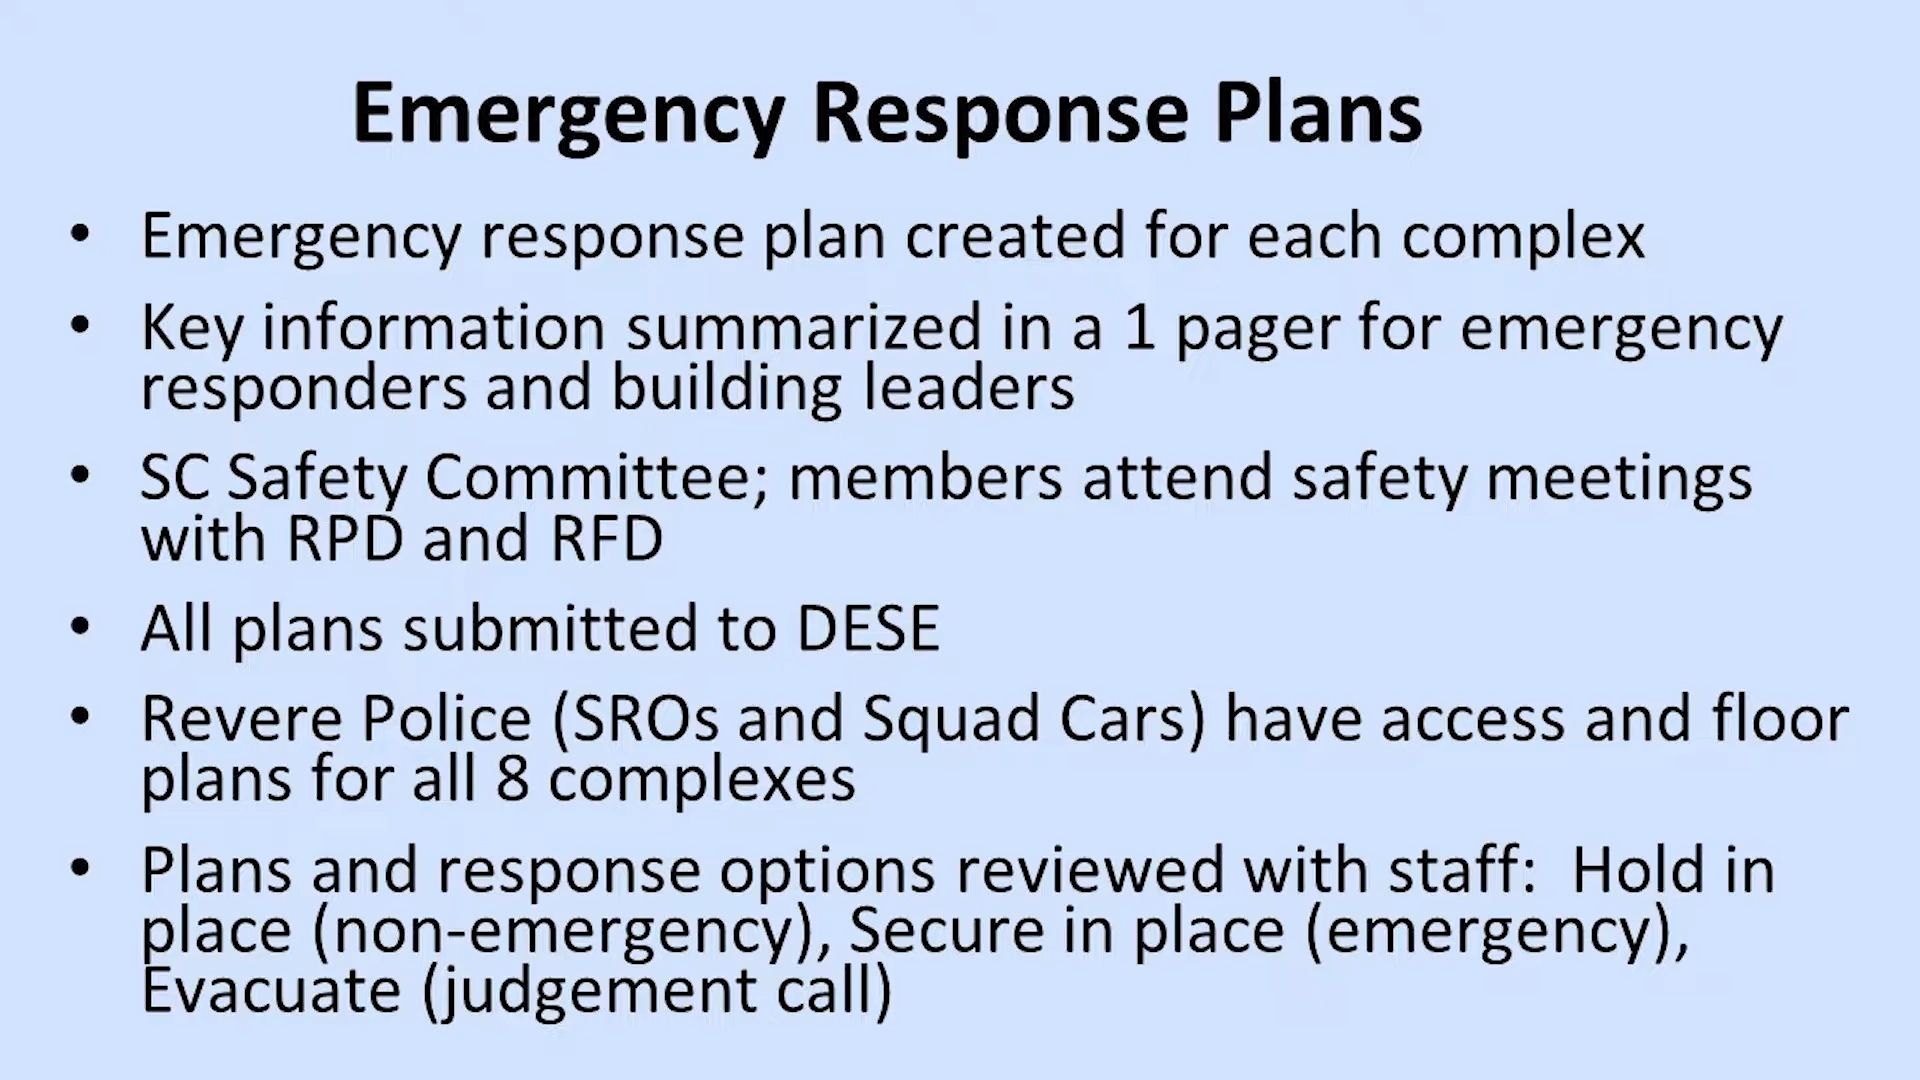 Emergency Response Plans
• Emergency response plan created for each complex
• Key information summarized in a 1 pager for emergency
responders and building leaders
• SC Safety Committee; members attend safety meetings
with RPD and RFD
• All plans submitted to DESE
• Revere Police (SROs and Squad Cars) have access and floor
plans for all 8 complexes
• Plans and response options reviewed with staff:  Hold in
place (non-emergency), Secure in place (emergency),
Evacuate (judgement call)